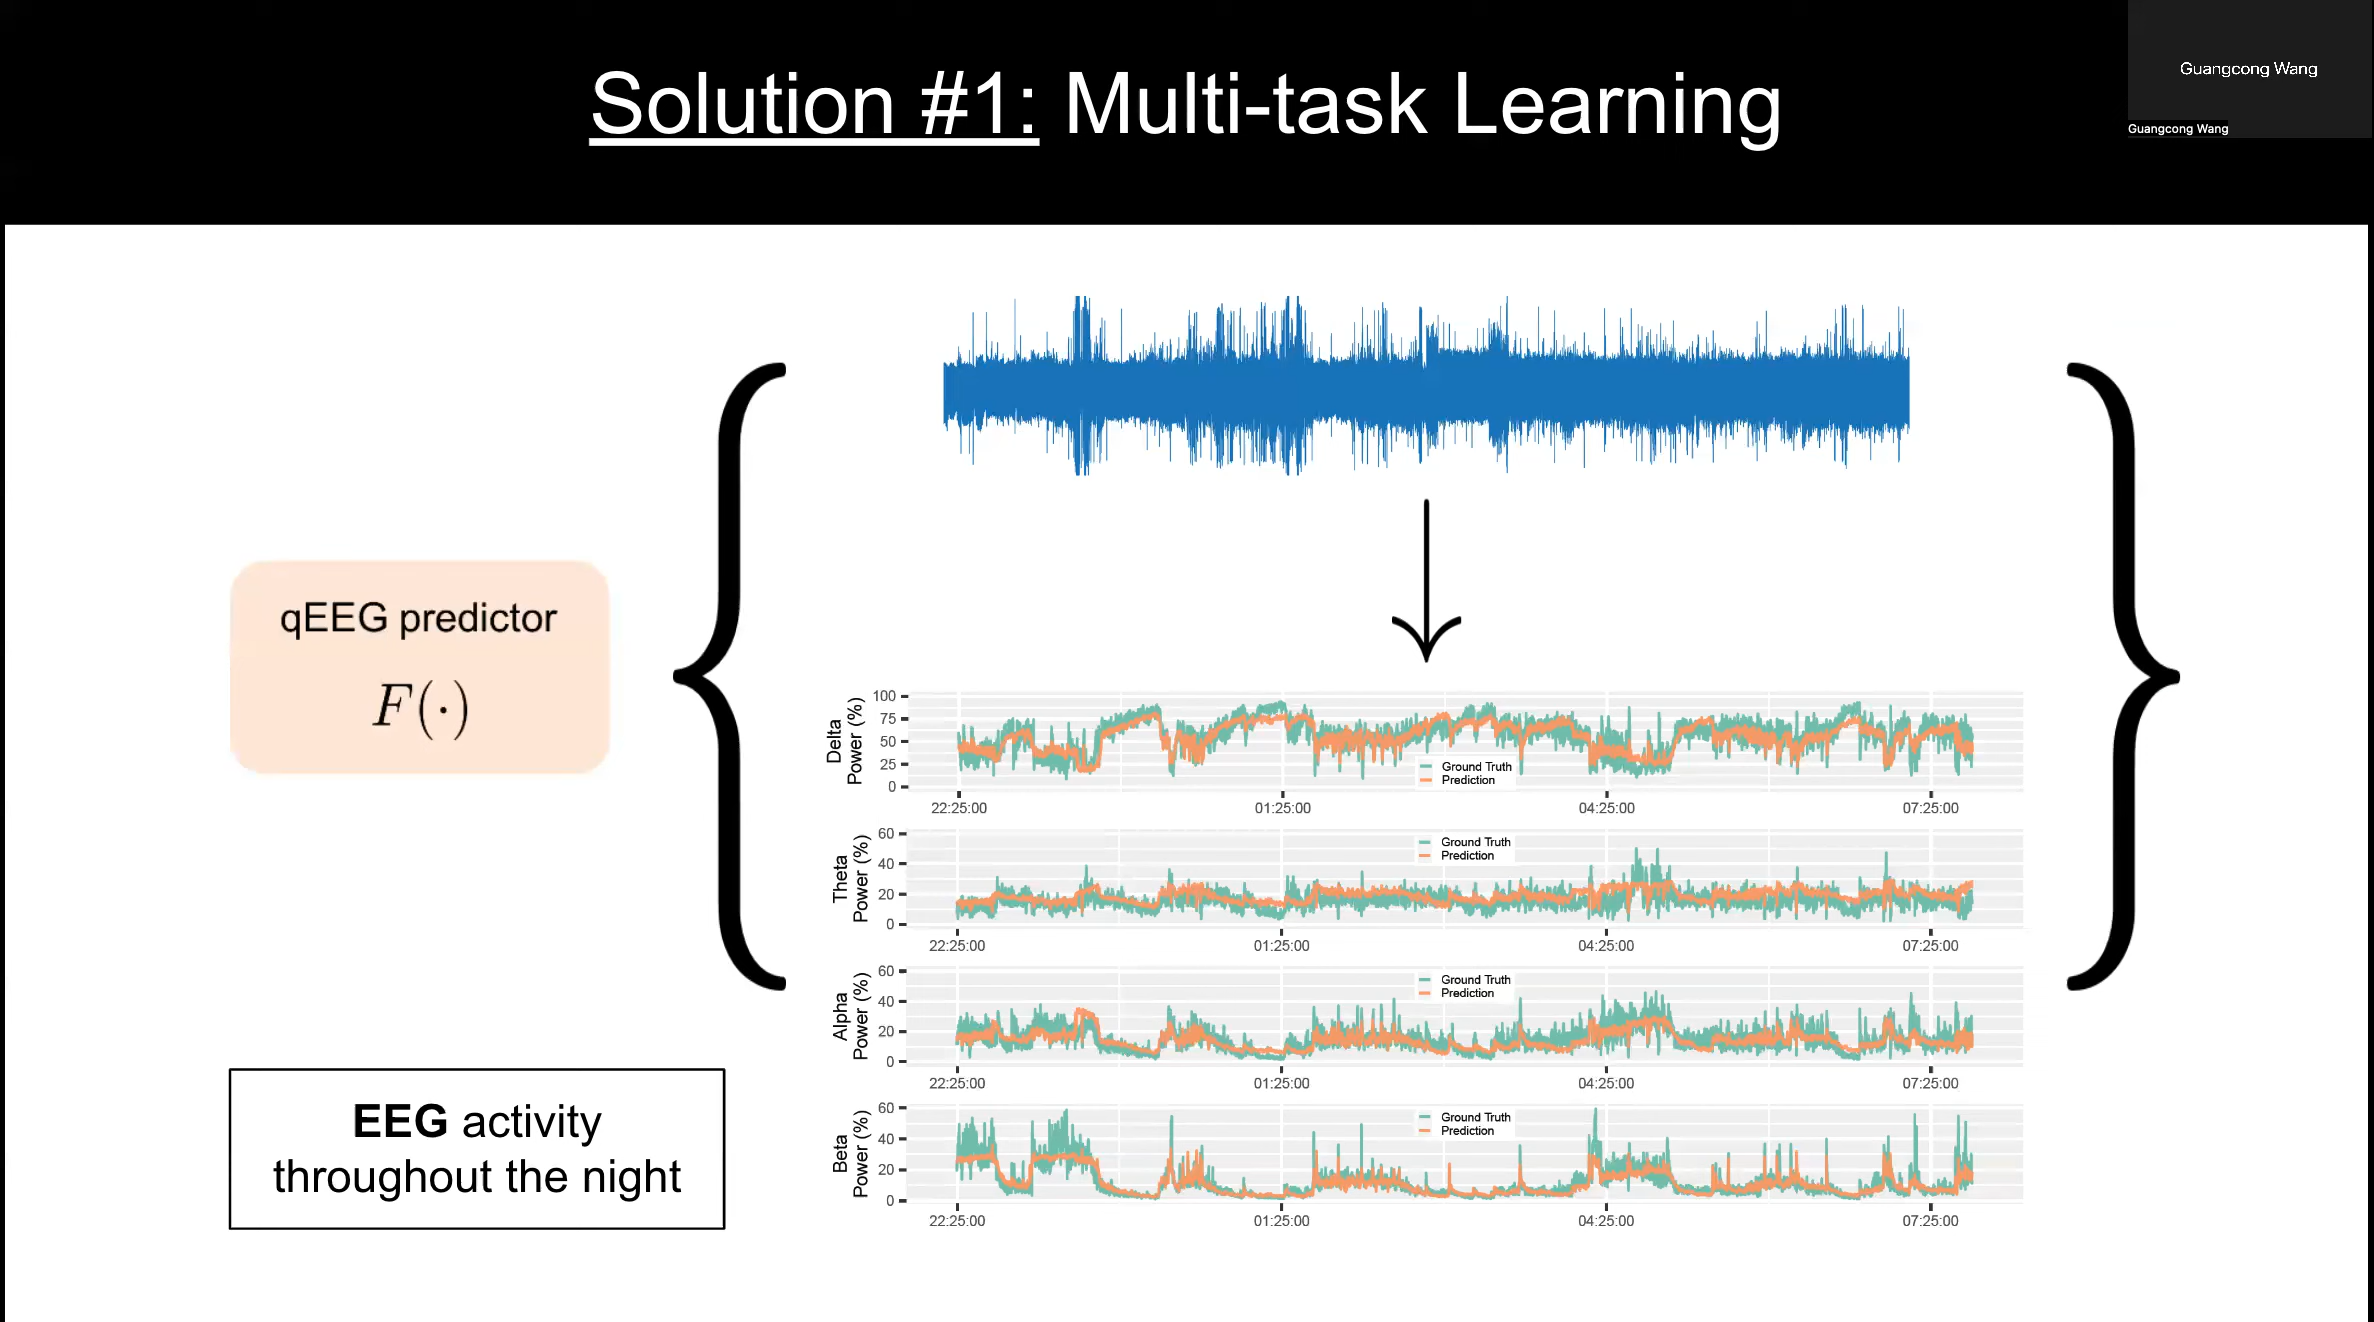 Solution #1: Multi-task Learning
Guangcong Wang
Guangcong Wang
qEEG predictor
F(·)
EEG activity
throughout the night
Delta
Power (%)
100
75
50
25
0
Ground Truth
Prediction
22:25:00 01:25:00 04:25:00 07:25:00
Theta
Power (%)
60
40
20
0
Ground Truth
Prediction
22:25:00 01:25:00 04:25:00 07:25:00
Alpha
Power (%)
60
40
20
0
Ground Truth
Prediction
22:25:00 01:25:00 04:25:00 07:25:00
Beta
Power (%)
60
40
20
0
Ground Truth
Prediction
22:25:00 01:25:00 04:25:00 07:25:00